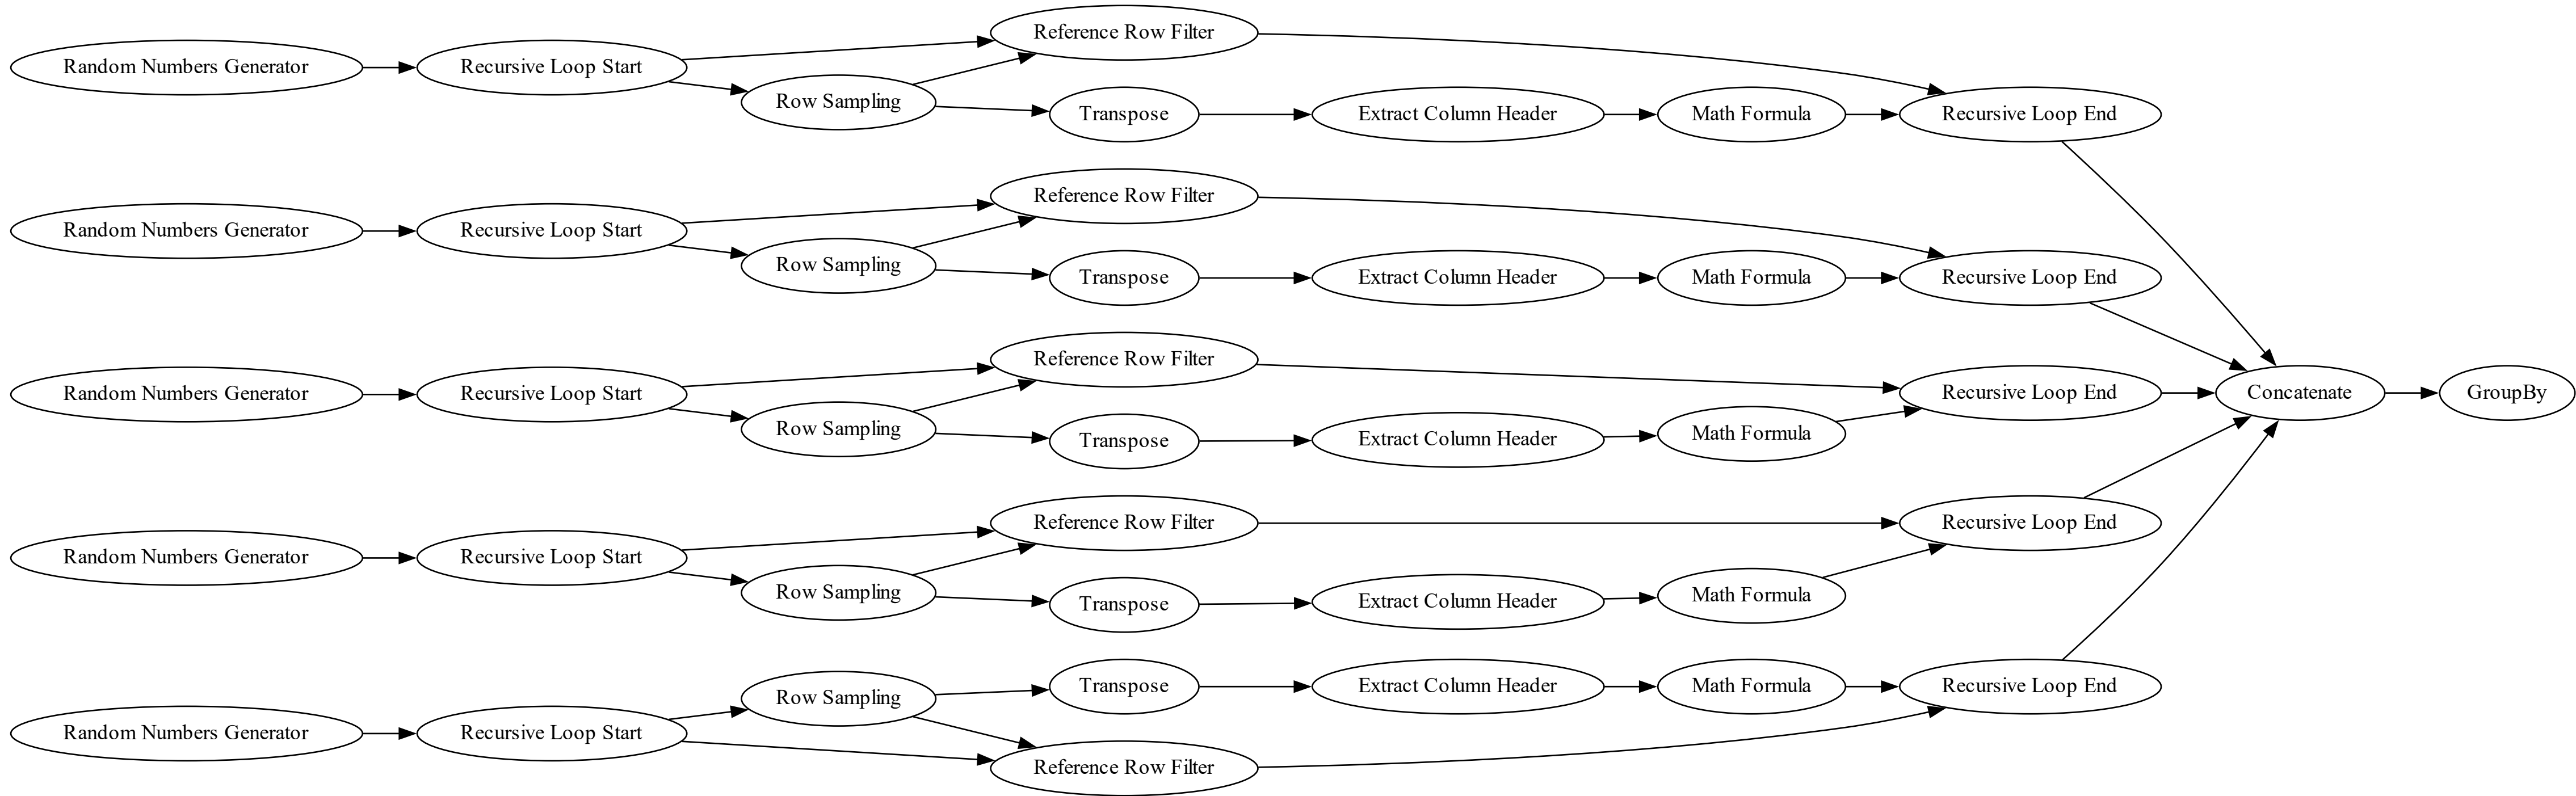 Reference Row Filter
Random Numbers Generator
Recursive Loop Start
Row Sampling
Transpose
Extract Column Header
Math Formula
Recursive Loop End
Reference Row Filter
Random Numbers Generator
Recursive Loop Start
Row Sampling
Transpose
Extract Column Header
Math Formula
Recursive Loop End
Reference Row Filter
Random Numbers Generator
Recursive Loop Start
Row Sampling
Transpose
Extract Column Header
Math Formula
Recursive Loop End
Concatenate
GroupBy
Reference Row Filter
Random Numbers Generator
Recursive Loop Start
Row Sampling
Transpose
Extract Column Header
Math Formula
Recursive Loop End
Row Sampling
Transpose
Extract Column Header
Math Formula
Recursive Loop End
Random Numbers Generator
Recursive Loop Start
Reference Row Filter